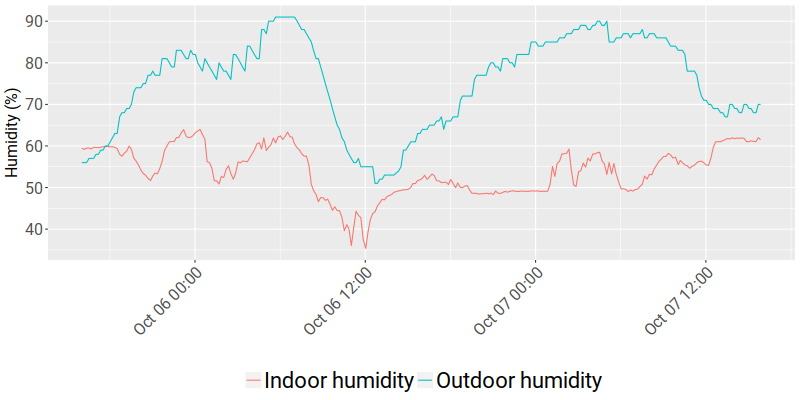 Humidity (%)
90
80
70
60
50
40
Oct 06 00:00
Oct 06 12:00
Oct 07 00:00
Oct 07 12:00
Indoor humidity
Outdoor humidity